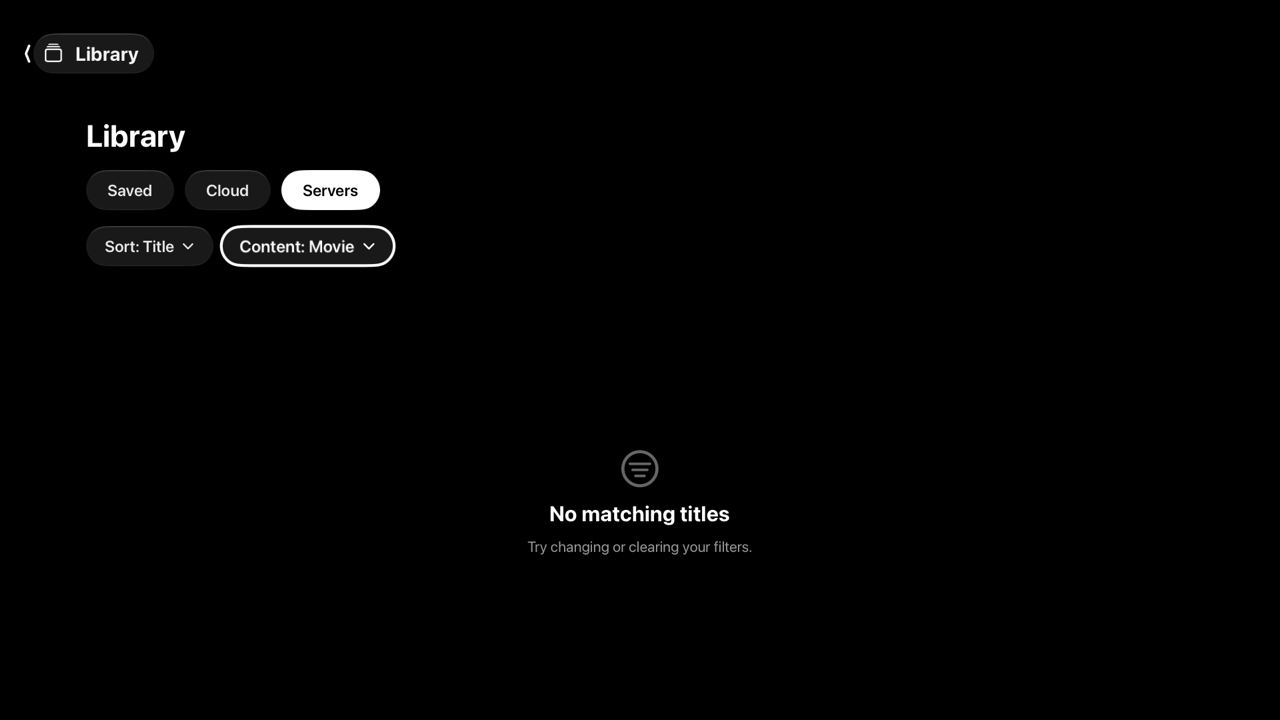 Library
Library
Saved Cloud Servers
Sort: Title Content: Movie
No matching titles
Try changing or clearing your filters.